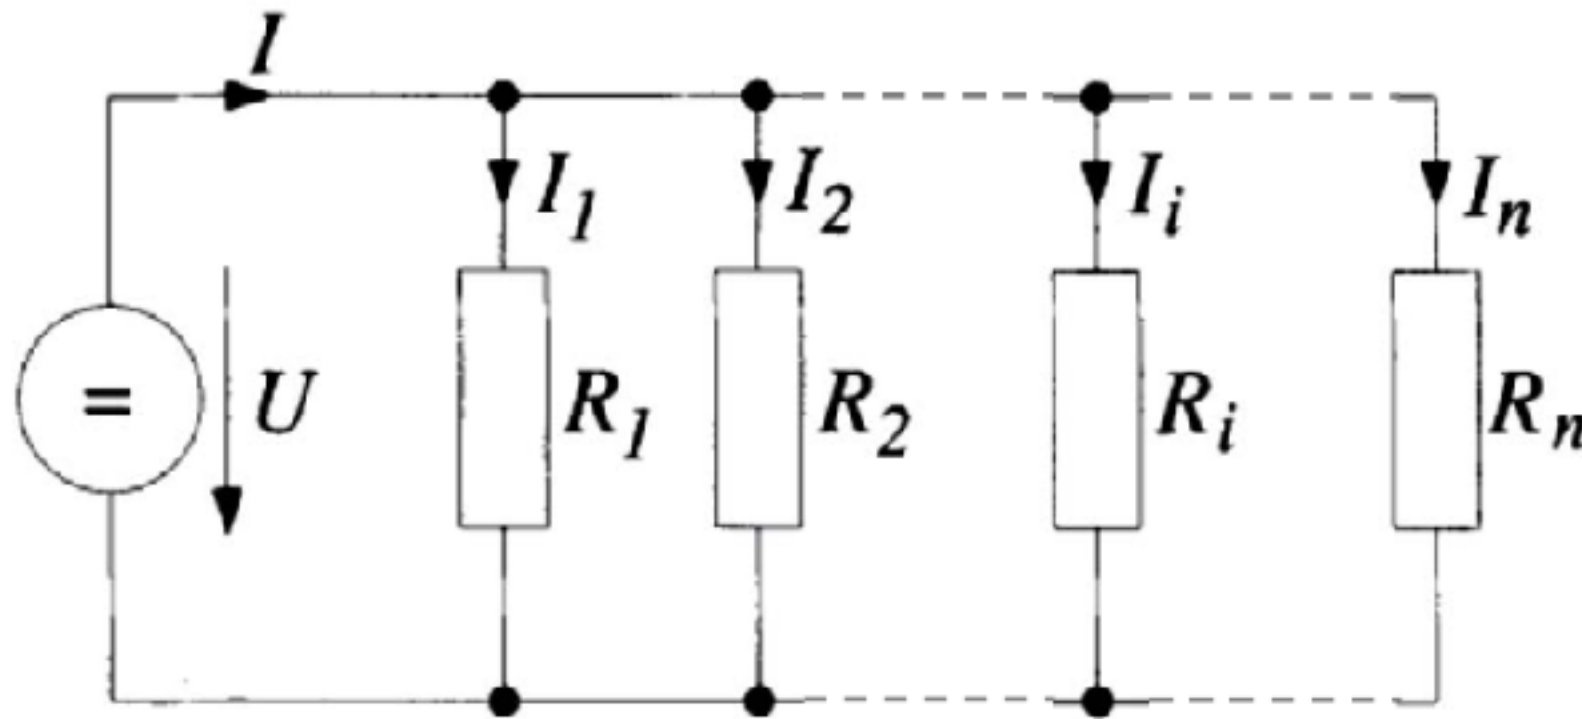 I
I₁ I₂ Iᵢ Iₙ
= U R₁ R₂ Rᵢ Rₙ